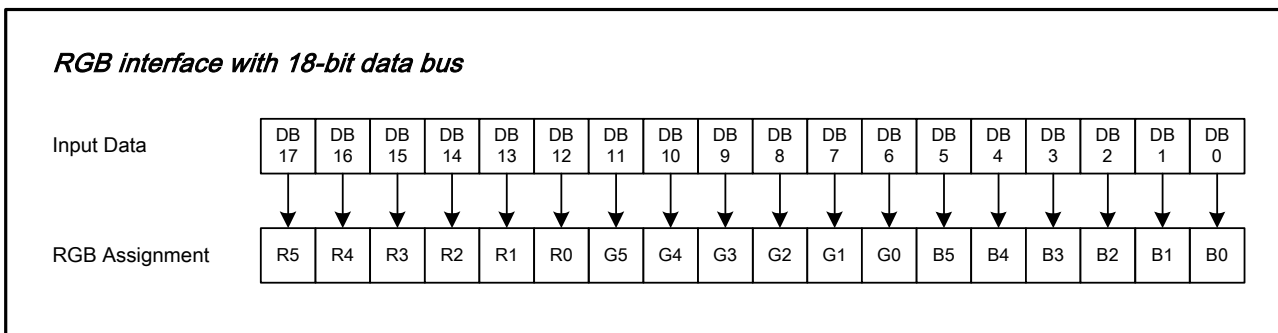 RGB interface with 18-bit data bus
Input Data DB 17 DB 16 DB 15 DB 14 DB 13 DB 12 DB 11 DB 10 DB 9 DB 8 DB 7 DB 6 DB 5 DB 4 DB 3 DB 2 DB 1 DB 0
RGB Assignment R5 R4 R3 R2 R1 R0 G5 G4 G3 G2 G1 G0 B5 B4 B3 B2 B1 B0